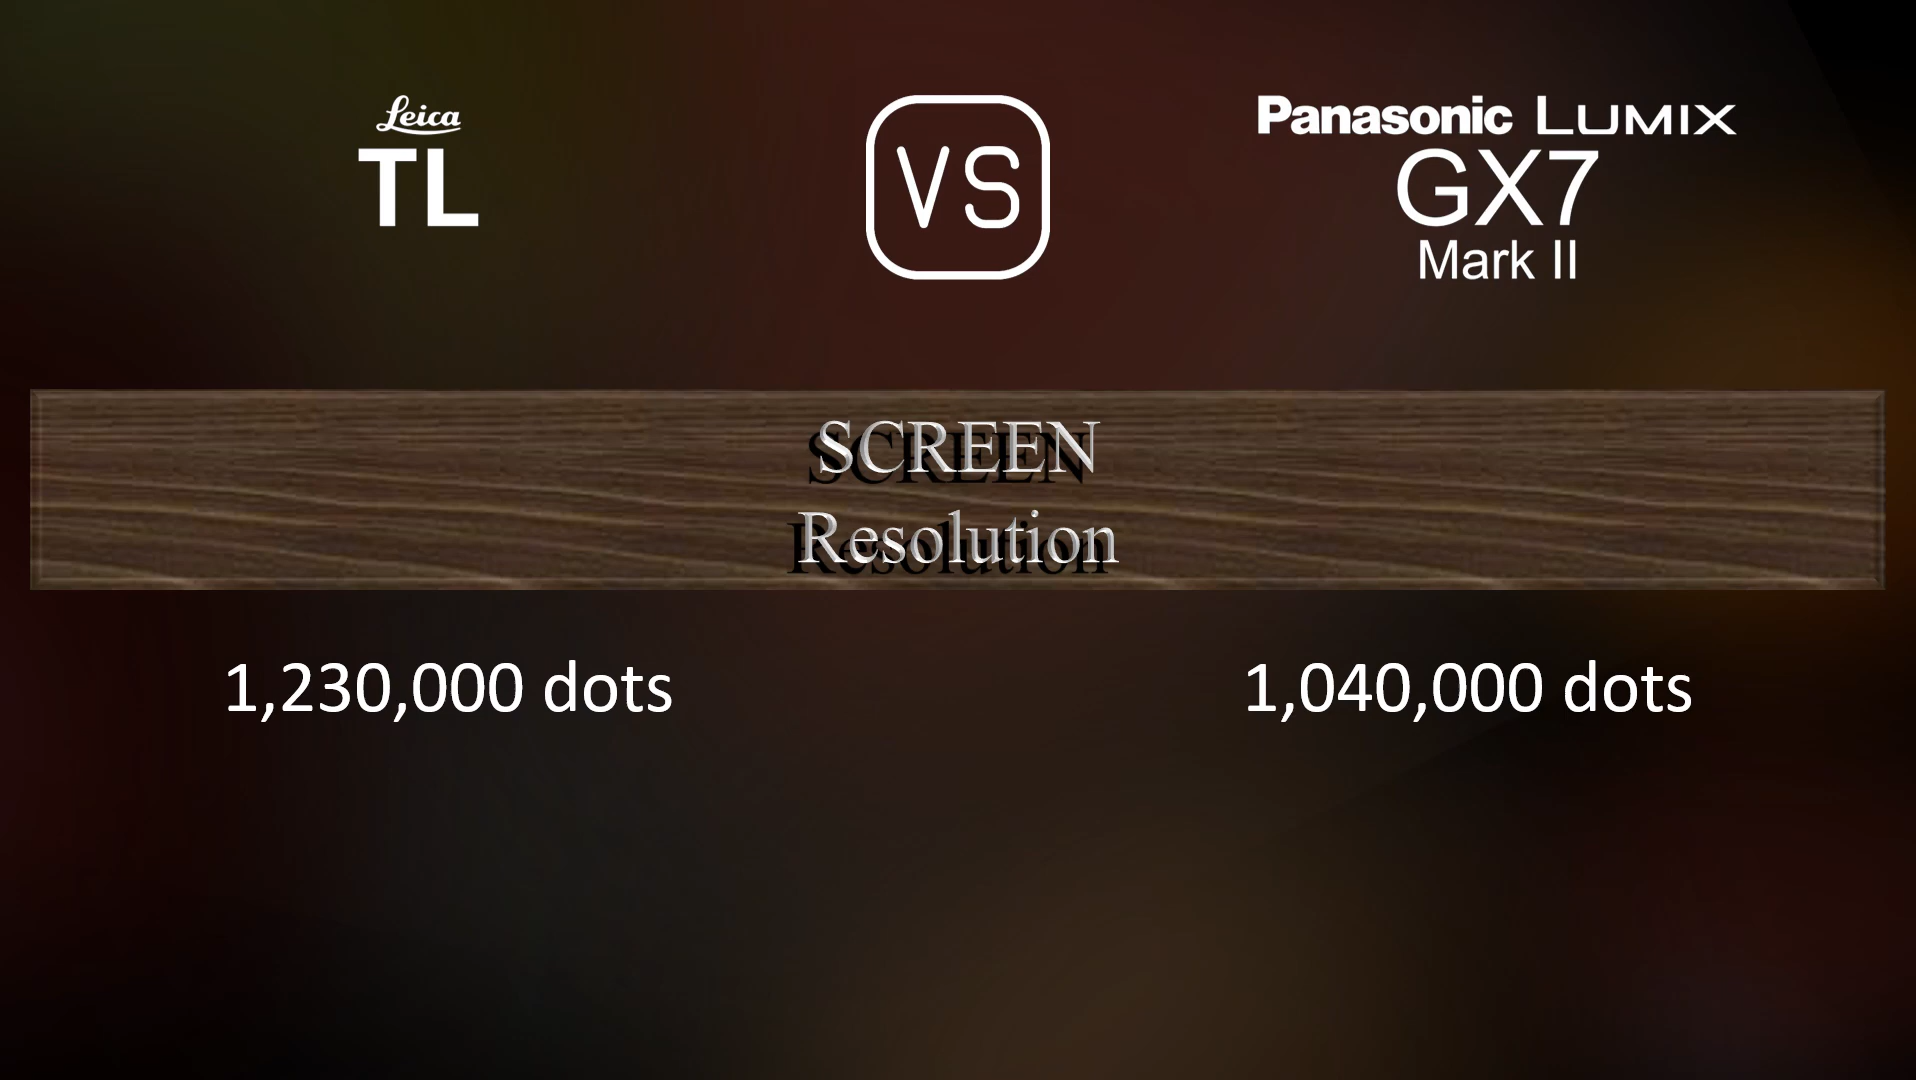 Leica
TL
VS
Panasonic LUMIX
GX7
Mark II
SCREEN
Resolution
1,230,000 dots
1,040,000 dots